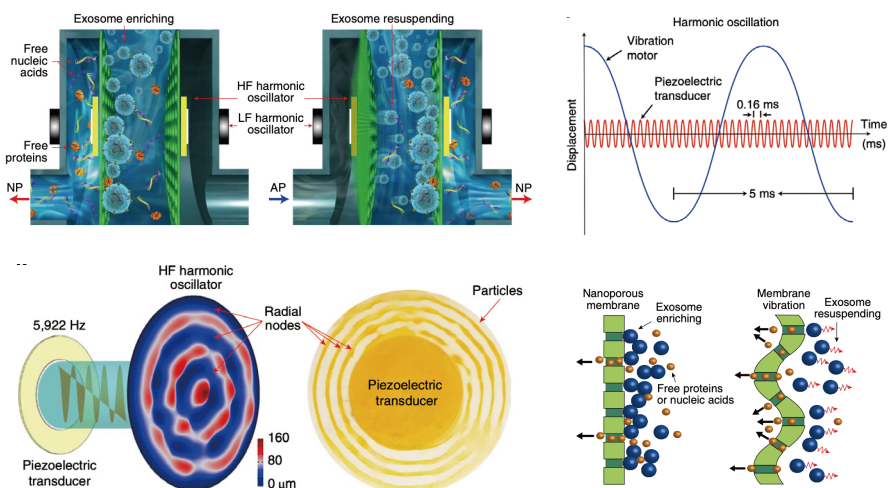 Exosome enriching
Exosome resuspending
Free
nucleic
acids
HF harmonic
oscillator
LF harmonic
oscillator
Free
proteins
NP
AP
NP
Harmonic oscillation
Vibration
motor
Piezoelectric
transducer
0.16 ms
Time
(ms)
Displacement
5 ms
HF harmonic
oscillator
5,922 Hz
Radial
nodes
Particles
Piezoelectric
transducer
160
80
0 μm
Piezoelectric
transducer
Nanoporous
membrane
Exosome
enriching
Free proteins
or nucleic acids
Membrane
vibration
Exosome
resuspending